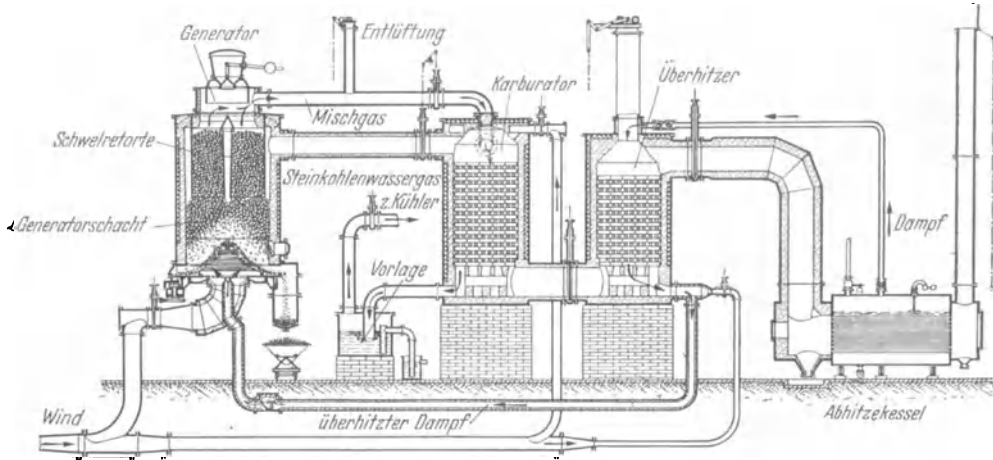 Generator
Entlüftung
Karburator
Überhitzer
Mischgas
Schwelretorte
Steinkohlenwassergas
z. Kühler
Generatorschacht
Vorlage
Dampf
Wind
überhitzter Dampf
Abhitzekessel